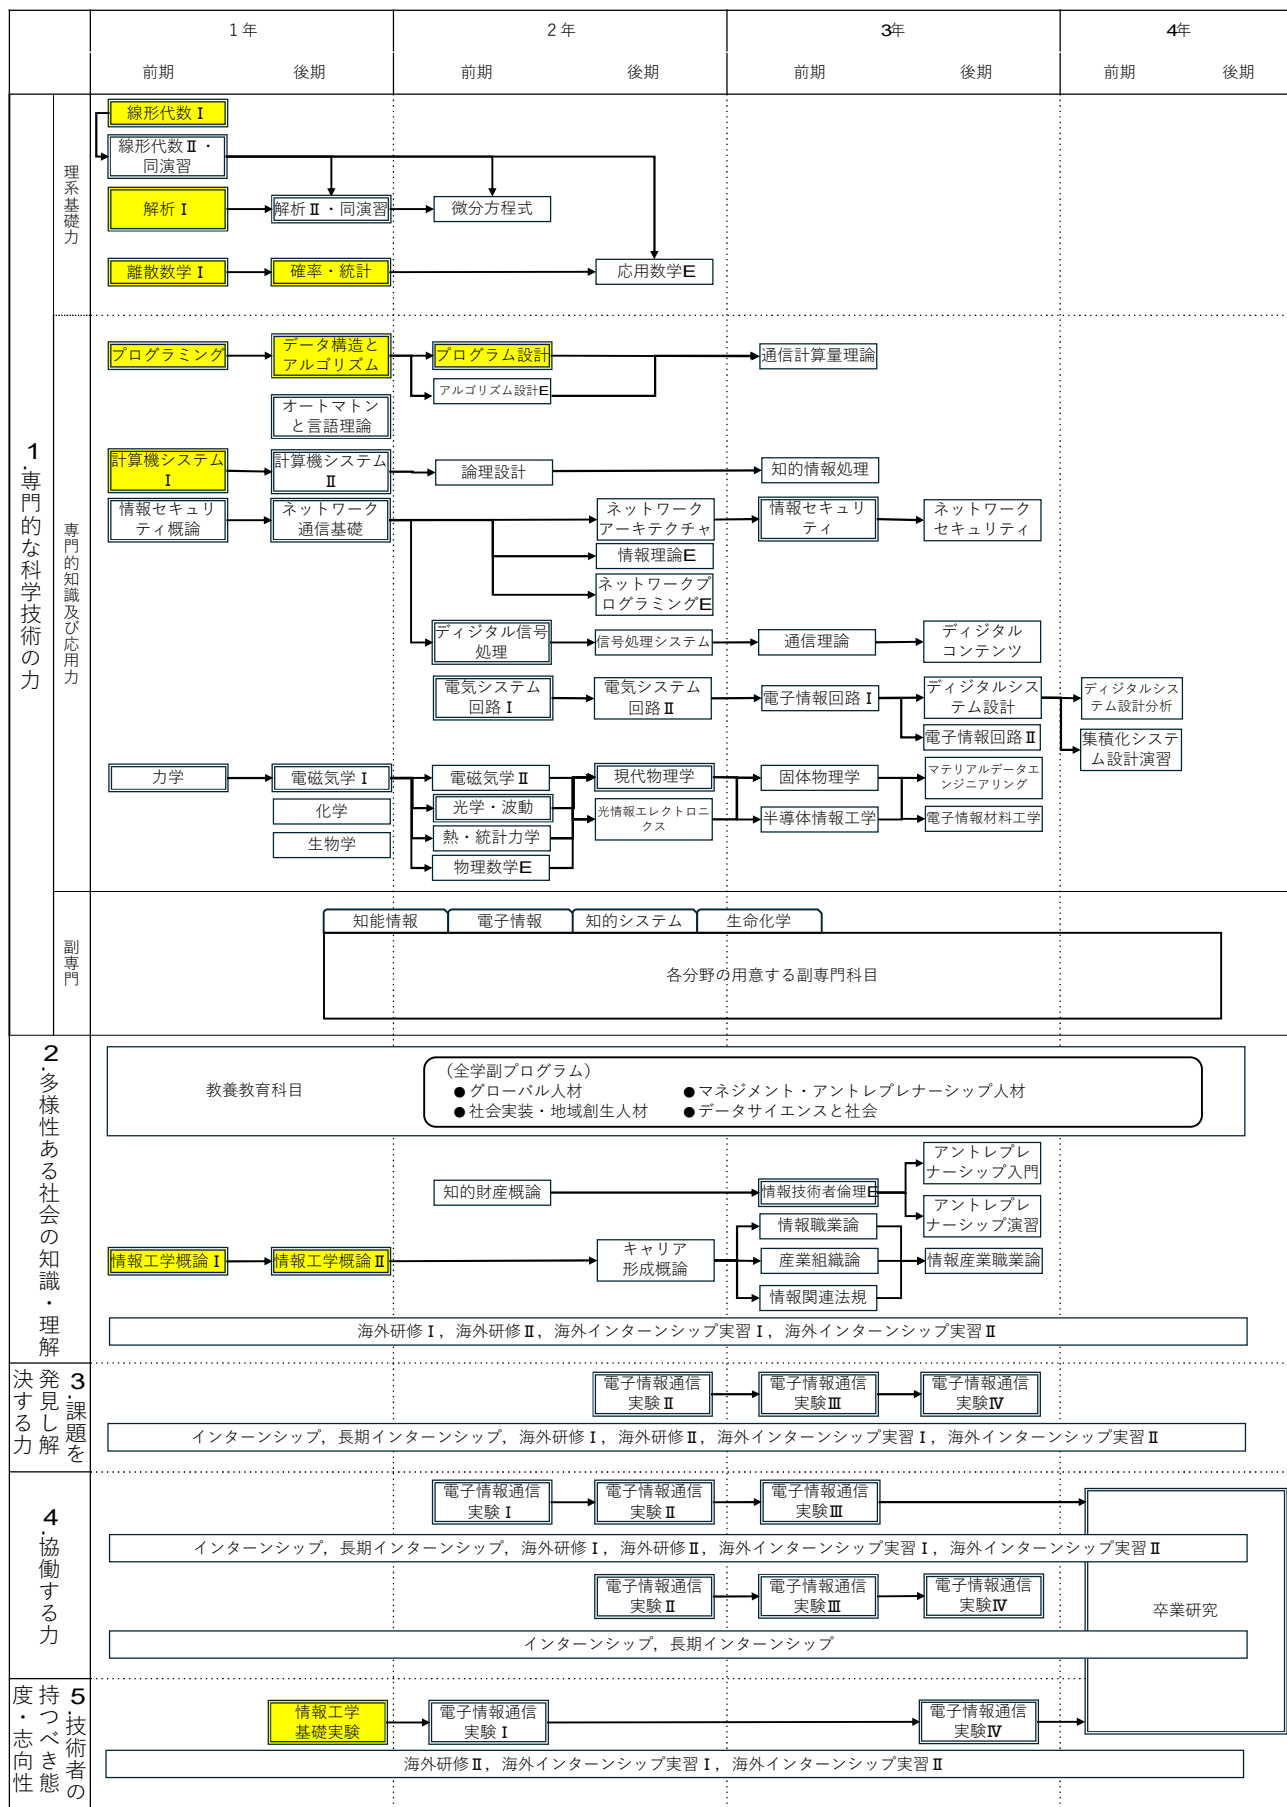 1年
2年
3年
4年
前期
後期
前期
後期
前期
後期
前期
後期
1.専門的な科学技術の力
理系基礎力
線形代数Ⅰ
線形代数Ⅱ・
同演習
解析Ⅰ
解析Ⅱ・同演習
微分方程式
離散数学Ⅰ
確率・統計
応用数学E
専門的知識及び応用力
プログラミング
データ構造と
アルゴリズム
プログラム設計
通信計算量理論
アルゴリズム設計E
オートマトン
と言語理論
計算機システム
Ⅰ
計算機システム
Ⅱ
論理設計
知的情報処理
情報セキュリ
ティ概論
ネットワーク
通信基礎
ネットワーク
アーキテクチャ
情報セキュリ
ティ
ネットワーク
セキュリティ
情報理論E
ネットワークプ
ログラミングE
ディジタル信号
処理
信号処理システム
通信理論
ディジタル
コンテンツ
電気システム
回路Ⅰ
電気システム
回路Ⅱ
電子情報回路Ⅰ
ディジタルシス
テム設計
ディジタルシス
テム設計分析
電子情報回路Ⅱ
集積化システ
ム設計演習
力学
電磁気学Ⅰ
電磁気学Ⅱ
現代物理学
固体物理学
マテリアルデータエ
ンジニアリング
化学
光学・波動
光情報エレクトロニ
クス
半導体情報工学
電子情報材料工学
生物学
熱・統計力学
物理数学E
副専門
知能情報
電子情報
知的システム
生命化学
各分野の用意する副専門科目
2.多様性ある社会の知識・理解
教養教育科目
(全学副プログラム)
●グローバル人材
●マネジメント・アントレプレナーシップ人材
●社会実装・地域創生人材
●データサイエンスと社会
知的財産概論
情報技術者倫理E
アントレプレ
ナーシップ入門
アントレプレ
ナーシップ演習
情報工学概論Ⅰ
情報工学概論Ⅱ
キャリア
形成概論
情報職業論
産業組織論
情報関連法規
情報産業職業論
海外研修Ⅰ, 海外研修Ⅱ, 海外インターンシップ実習Ⅰ, 海外インターンシップ実習Ⅱ
3.課題を
発見し解
決する力
電子情報通信
実験Ⅱ
電子情報通信
実験Ⅲ
電子情報通信
実験Ⅳ
インターンシップ, 長期インターンシップ, 海外研修Ⅰ, 海外研修Ⅱ, 海外インターンシップ実習Ⅰ, 海外インターンシップ実習Ⅱ
4.協働する力
電子情報通信
実験Ⅰ
電子情報通信
実験Ⅱ
電子情報通信
実験Ⅲ
インターンシップ, 長期インターンシップ, 海外研修Ⅰ, 海外研修Ⅱ, 海外インターンシップ実習Ⅰ, 海外インターンシップ実習Ⅱ
電子情報通信
実験Ⅱ
電子情報通信
実験Ⅲ
電子情報通信
実験Ⅳ
卒業研究
インターンシップ, 長期インターンシップ
5.技術者の
持つべき態
度・志向性
情報工学
基礎実験
電子情報通信
実験Ⅰ
電子情報通信
実験Ⅳ
海外研修Ⅱ, 海外インターンシップ実習Ⅰ, 海外インターンシップ実習Ⅱ